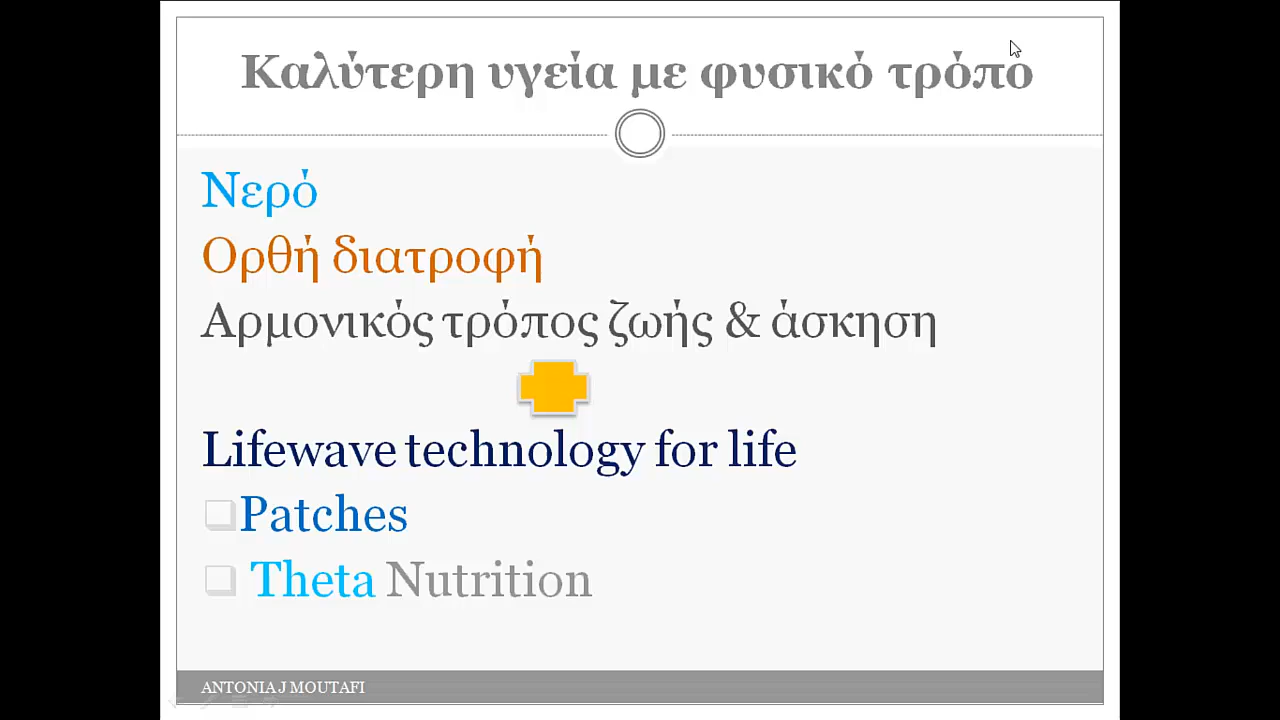 Καλύτερη υγεία με φυσικό τρόπο
Νερό
Ορθή διατροφή
Αρμονικός τρόπος ζωής & άσκηση
Lifewave technology for life
Patches
Theta Nutrition
ANTONIA J MOUTAFI